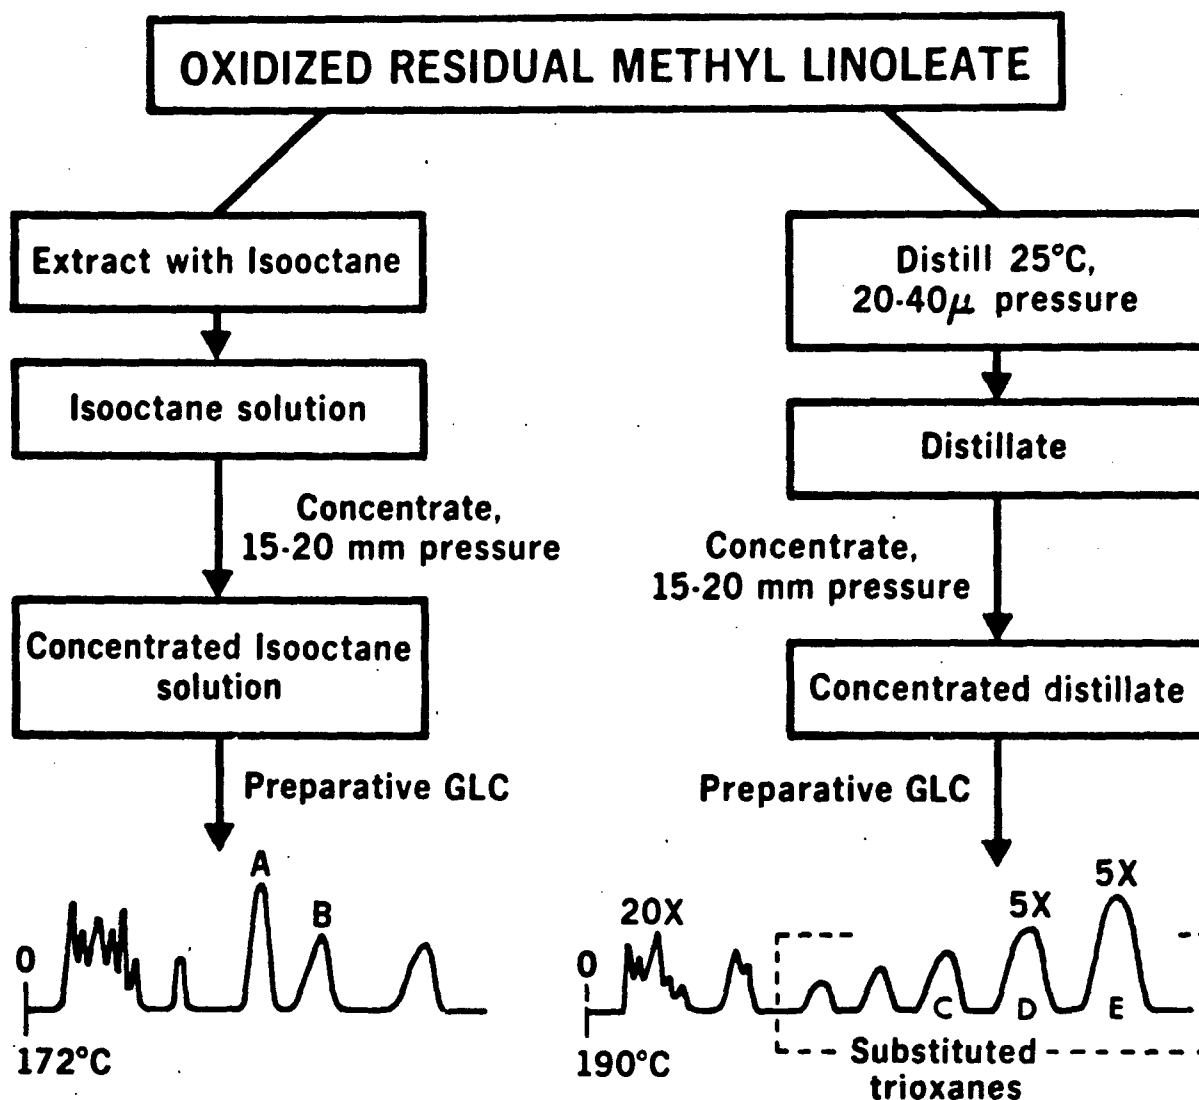 OXIDIZED RESIDUAL METHYL LINOLEATE
Extract with Isooctane
Isooctane solution
Concentrate,
15-20 mm pressure
Concentrated Isooctane
solution
Preparative GLC
A
B
0
172°C
Distill 25°C,
20-40μ pressure
Distillate
Concentrate,
15-20 mm pressure
Concentrated distillate
Preparative GLC
20X
5X
5X
0
C
D
E
190°C
Substituted
trioxanes